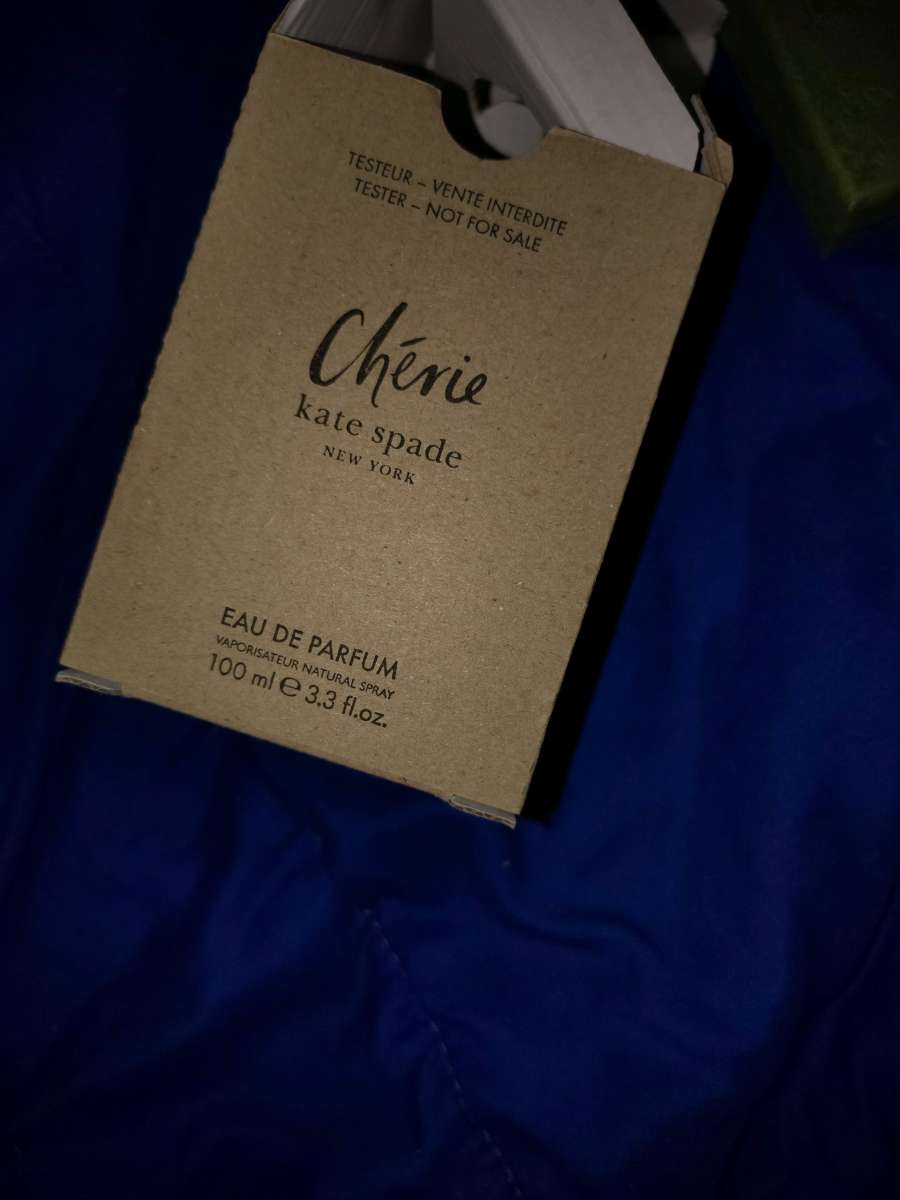 TESTEUR – VENTE INTERDITE
TESTER – NOT FOR SALE
Chérie
kate spade
NEW YORK
EAU DE PARFUM
VAPORISATEUR NATURAL SPRAY
100 ml ℮ 3.3 fl.oz.